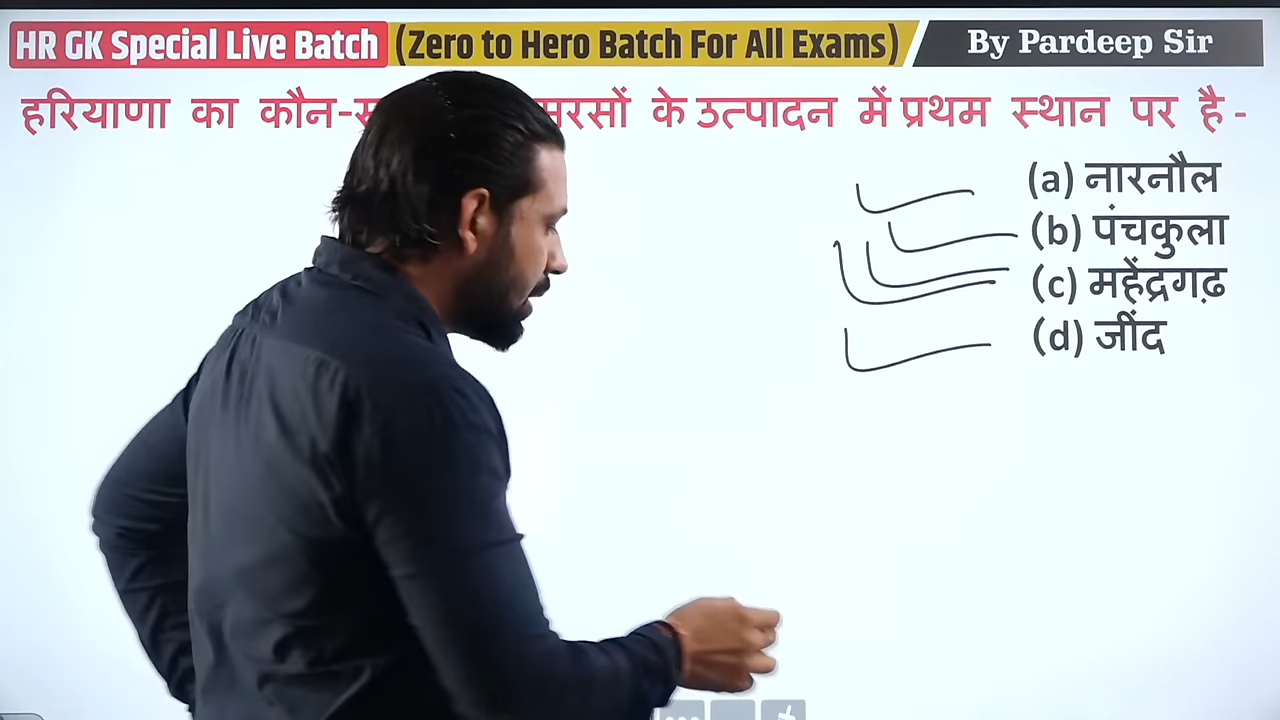 HR GK Special Live Batch (Zero to Hero Batch For All Exams) By Pardeep Sir
हरियाणा का सरसों के उत्पादन में प्रथम स्थान पर है -
(a) नारनौल
(b) पंचकुला
(c) महेंद्रगढ़
(d) जींद